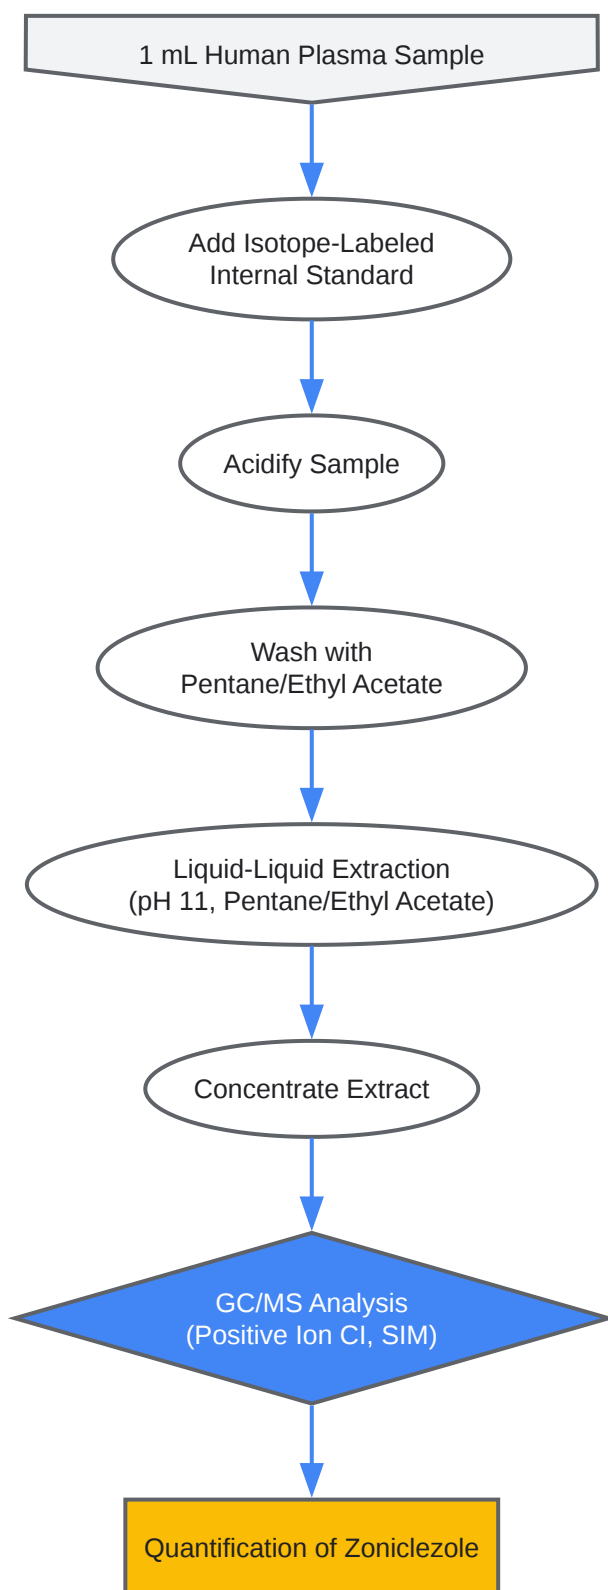 1 mL Human Plasma Sample
Add Isotope-Labeled
Internal Standard
Acidify Sample
Wash with
Pentane/Ethyl Acetate
Liquid-Liquid Extraction
(pH 11, Pentane/Ethyl Acetate)
Concentrate Extract
GC/MS Analysis
(Positive Ion CI, SIM)
Quantification of Zoniclezole